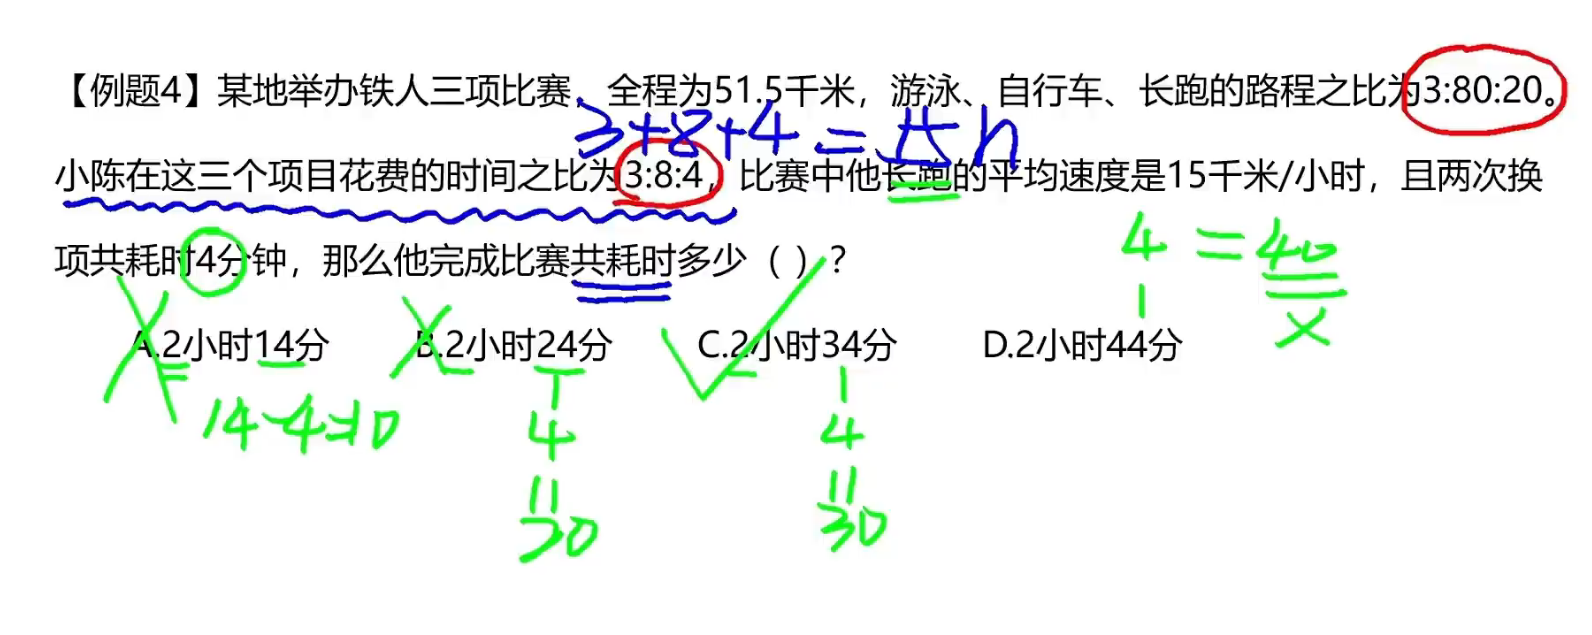 【例题4】某地举办铁人三项比赛，全程为51.5千米，游泳、自行车、长跑的路程之比为3:80:20。
3+8+4=15n
小陈在这三个项目花费的时间之比为3:8:4，比赛中他长跑的平均速度是15千米/小时，且两次换
项共耗时4分钟，那么他完成比赛共耗时多少（ ）？
4=40
A.2小时14分 B.2小时24分 C.2小时34分 D.2小时44分
14-4=10
4 4
20 30